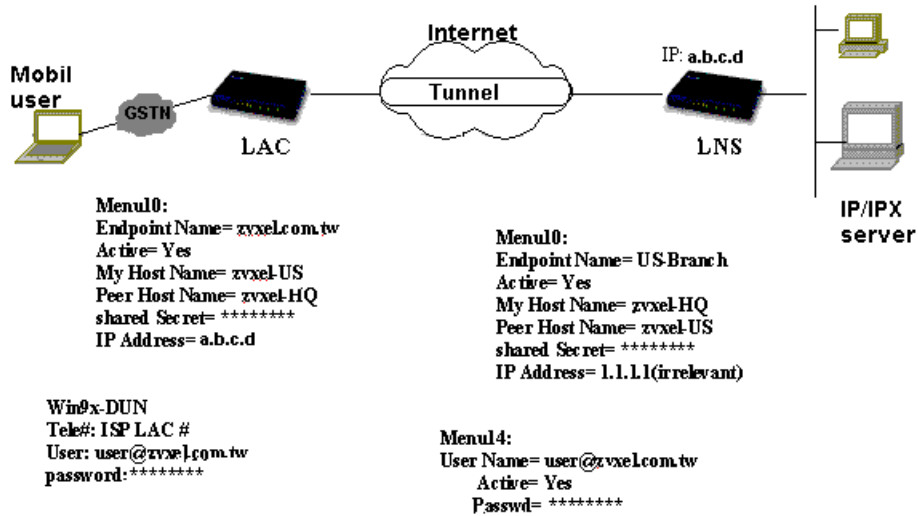 Internet
IP: a.b.c.d
Mobil
user
GSTN
Tunnel
LAC
LNS
IP/IPX
server
Menu10:
Endpoint Name= zyxel.com.tw
Active= Yes
My Host Name= zyxel-US
Peer Host Name= zyxel-HQ
shared Secret= ********
IP Address= a.b.c.d
Menu10:
Endpoint Name= US-Branch
Active= Yes
My Host Name= zyxel-HQ
Peer Host Name= zyxel-US
shared Secret= ********
IP Address= 1.1.1.1(irrelevant)
Win9x-DUN
Tele#: ISP LAC #
User: user@zyxel.com.tw
password:********
Menu14:
User Name= user@zyxel.com.tw
Active= Yes
Passwd= ********